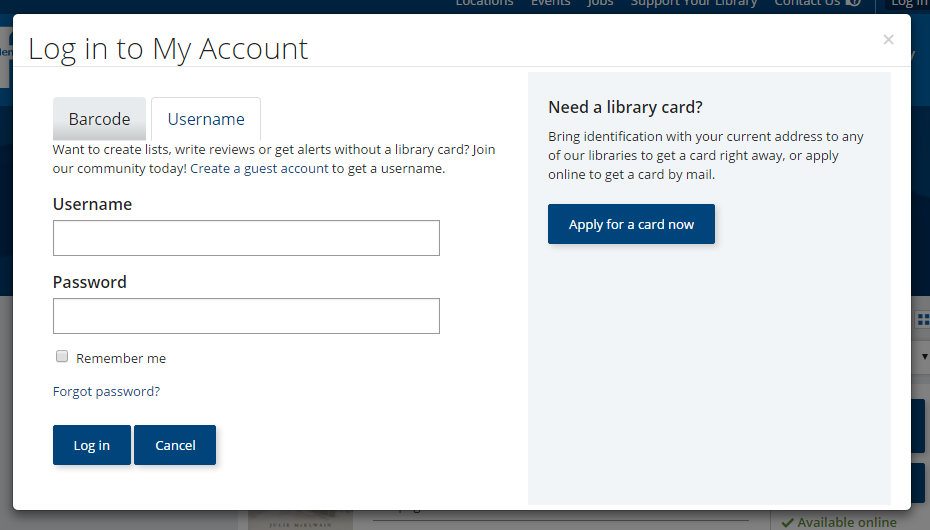 Locations Events Jobs Support Your Library Contact Us Log In
Log in to My Account
×
Barcode Username
Want to create lists, write reviews or get alerts without a library card? Join
our community today! Create a guest account to get a username.
Username
Password
Remember me
Forgot password?
Log in Cancel
Need a library card?
Bring identification with your current address to any
of our libraries to get a card right away, or apply
online to get a card by mail.
Apply for a card now
Available online